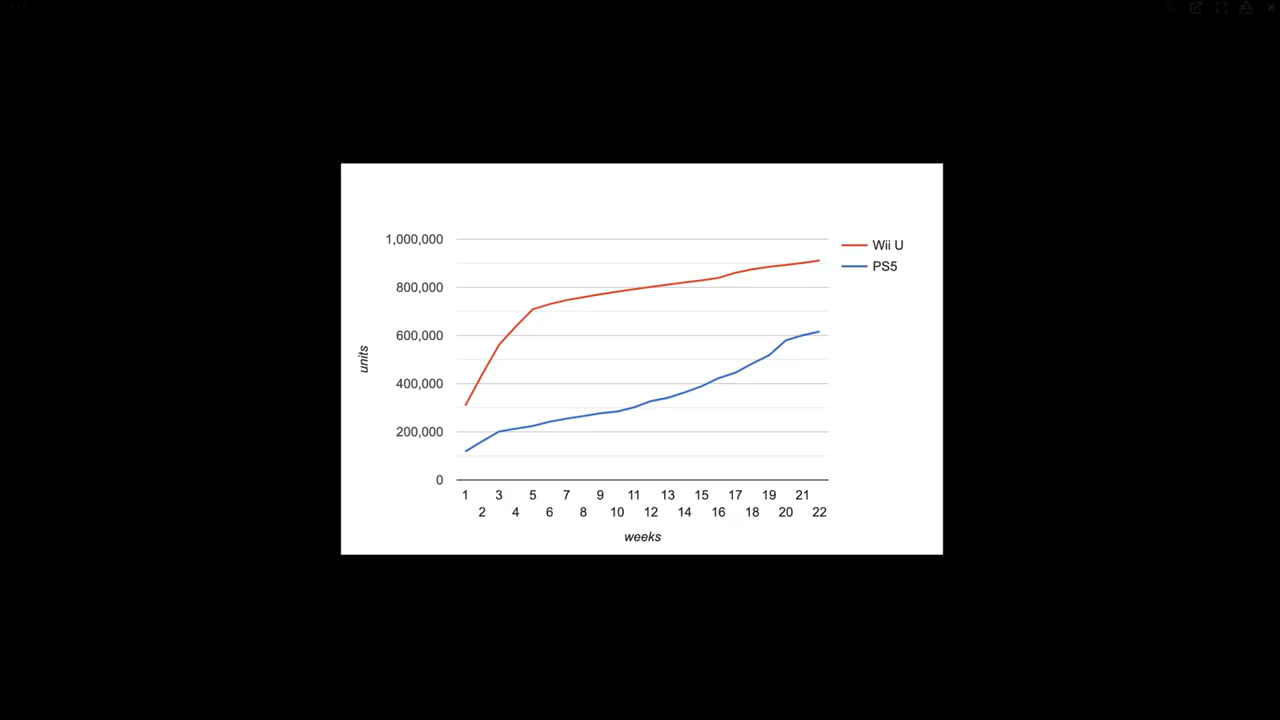 1,000,000
800,000
600,000
400,000
200,000
0
units
1 3 5 7 9 11 13 15 17 19 21
2 4 6 8 10 12 14 16 18 20 22
weeks
Wii U
PS5